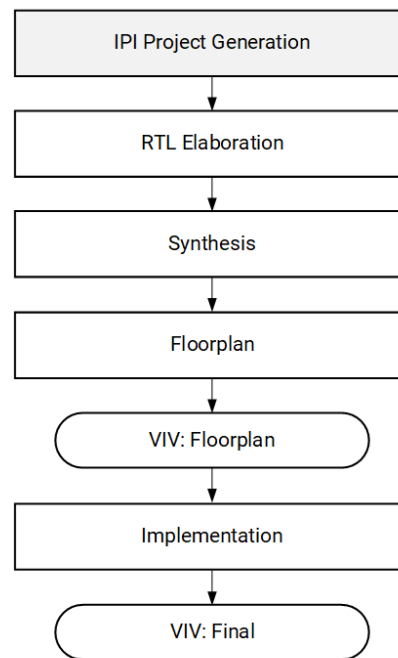 IPI Project Generation
RTL Elaboration
Synthesis
Floorplan
VIV: Floorplan
Implementation
VIV: Final